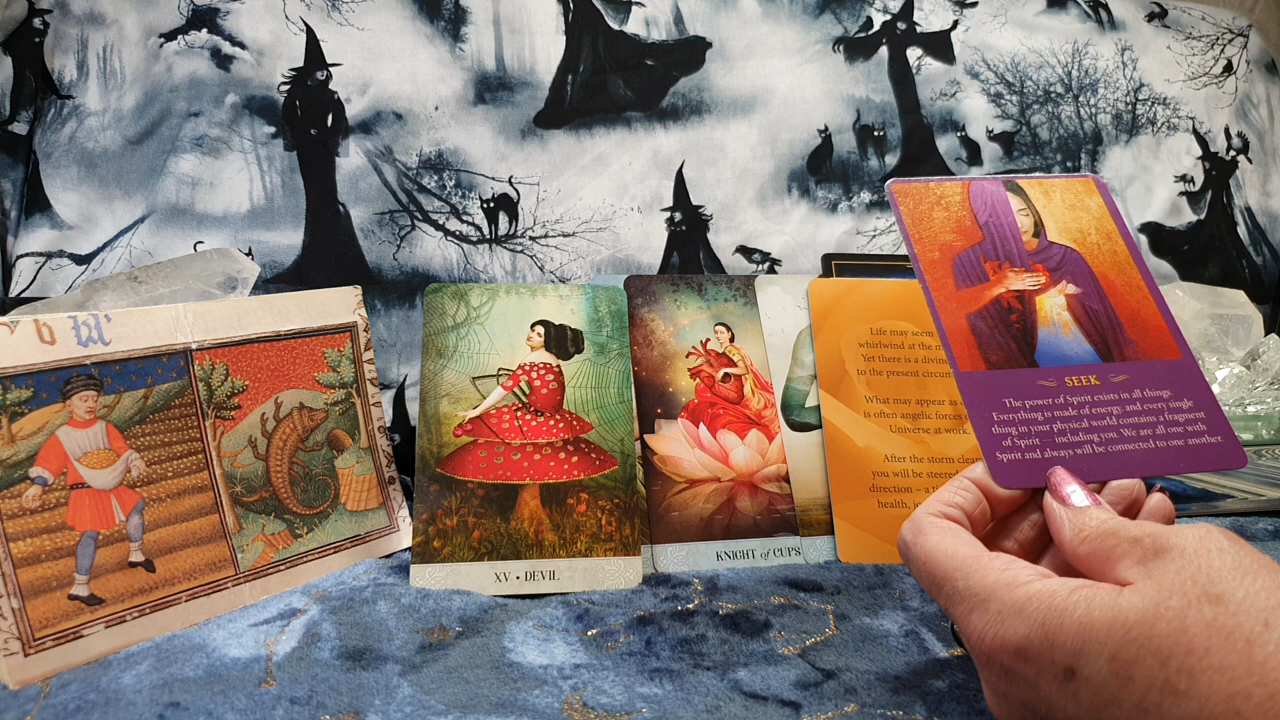 XV • DEVIL
KNIGHT of CUPS
Life may seem
whirlwind at the
Yet there is a divin
to the present circum
What may appear as
is often angelic forces
Universe at work.
After the storm clear
you will be steered
direction – a
health,
SEEK
The power of Spirit exists in all things.
Everything is made of energy, and every single
thing in your physical world contains a fragment
of Spirit — including you. We are all one with
Spirit and always will be connected to one another